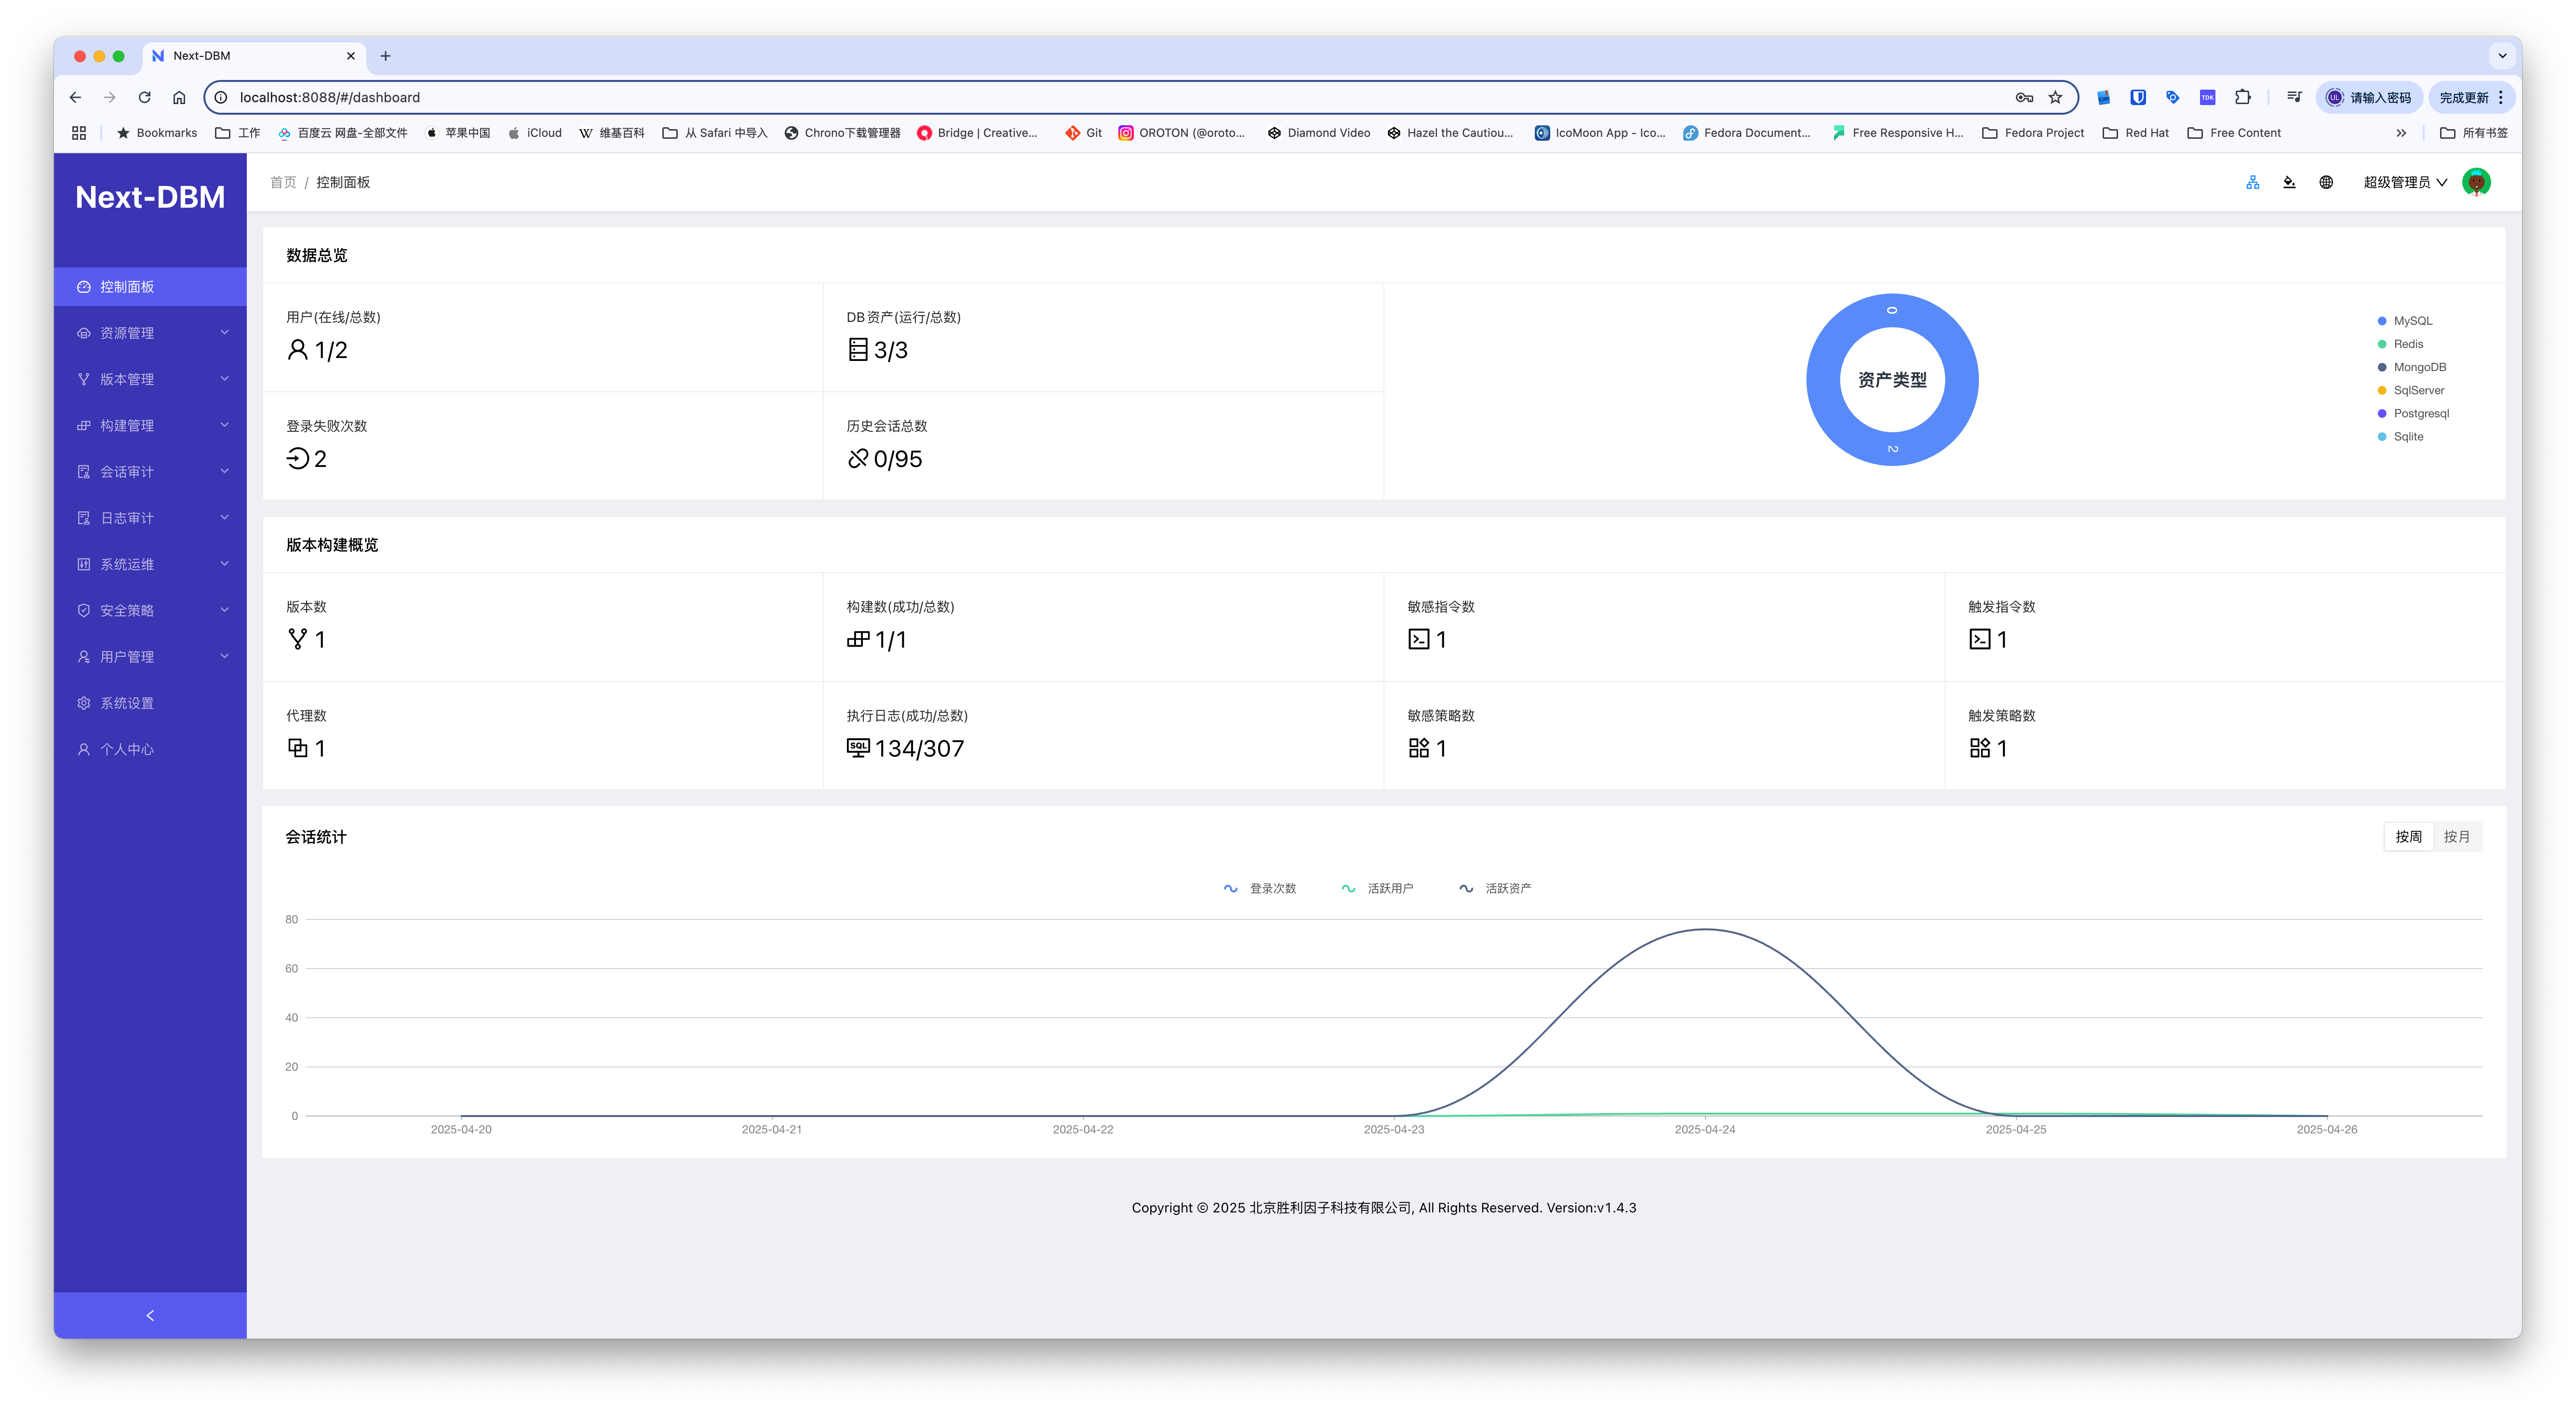 Next-DBM
localhost:8088/#/dashboard
TDK
UL 请输入密码
完成更新
Bookmarks 工作 百度云 网盘-全部文件 苹果中国 iCloud W 维基百科 从 Safari 中导入 Chrono下载管理器 Bridge | Creative... Git OROTON (@oroto... Diamond Video Hazel the Cautiou... IcoMoon App - Ico... Fedora Document... Free Responsive H... Fedora Project Red Hat Free Content » 所有书签
Next-DBM
控制面板
资源管理
版本管理
构建管理
会话审计
日志审计
系统运维
安全策略
用户管理
系统设置
个人中心
首页 / 控制面板
超级管理员
数据总览
用户(在线/总数)
1/2
DB 资产(运行/总数)
3/3
登录失败次数
2
历史会话总数
0/95
0
资产类型
2
MySQL
Redis
MongoDB
SqlServer
Postgresql
Sqlite
版本构建概览
版本数
1
构建数(成功/总数)
1/1
敏感指令数
1
触发指令数
1
代理数
1
执行日志(成功/总数)
SQL 134/307
敏感策略数
1
触发策略数
1
会话统计
按周 按月
登录次数 活跃用户 活跃资产
80
60
40
20
0
2025-04-20 2025-04-21 2025-04-22 2025-04-23 2025-04-24 2025-04-25 2025-04-26
Copyright © 2025 北京胜利因子科技有限公司, All Rights Reserved. Version:v1.4.3